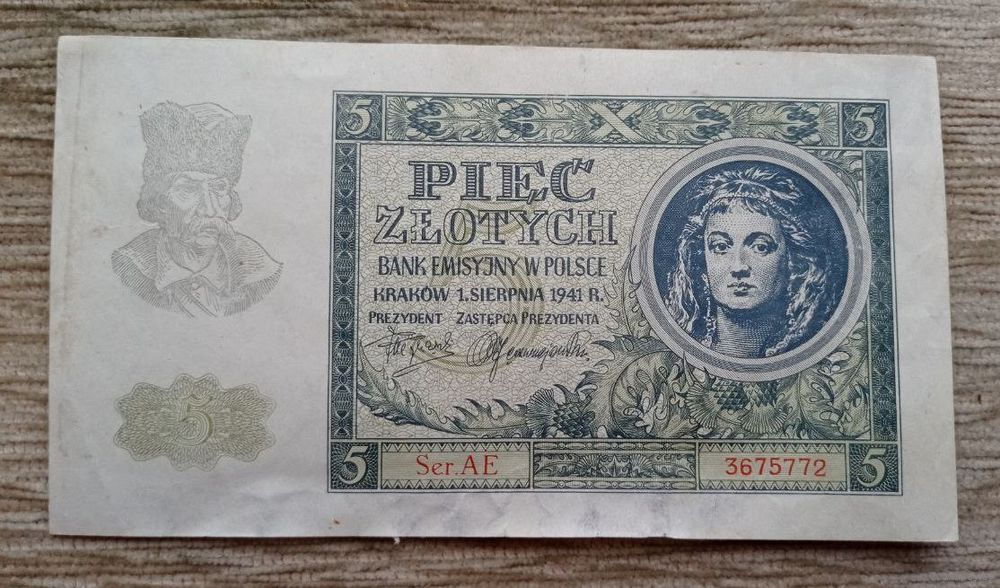 5 5
PIĘĆ
ZŁOTYCH
BANK EMISYJNY W POLSCE
KRAKÓW 1. SIERPNIA 1941 R.
PREZYDENT ZASTĘPCA PREZYDENTA
5
5 Ser. AE 3675772 5